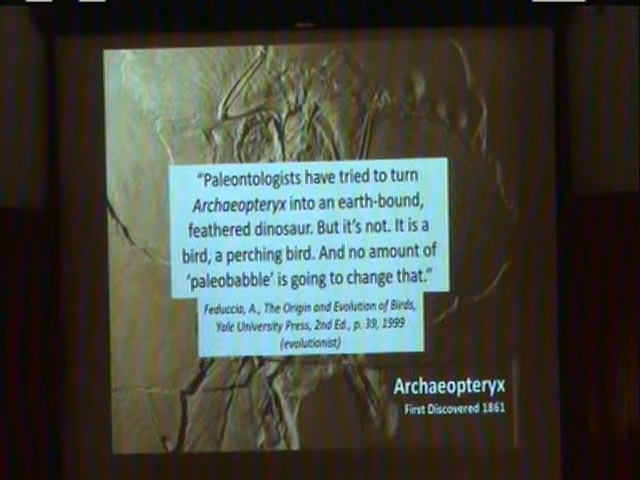 “Paleontologists have tried to turn
Archaeopteryx into an earth-bound,
feathered dinosaur. But it’s not. It is a
bird, a perching bird. And no amount of
‘paleobabble’ is going to change that.”
Feduccia, A., The Origin and Evolution of Birds,
Yale University Press, 2nd Ed., p. 39, 1999
(evolutionist)
Archaeopteryx
First Discovered 1861